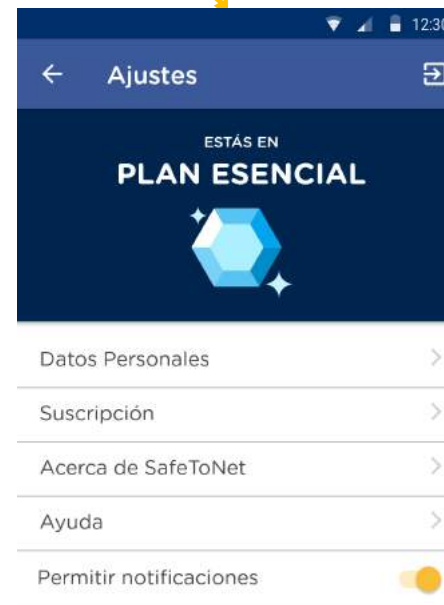 12:30
Ajustes
ESTÁS EN
PLAN ESENCIAL
Datos Personales
Suscripción
Acerca de SafeToNet
Ayuda
Permitir notificaciones